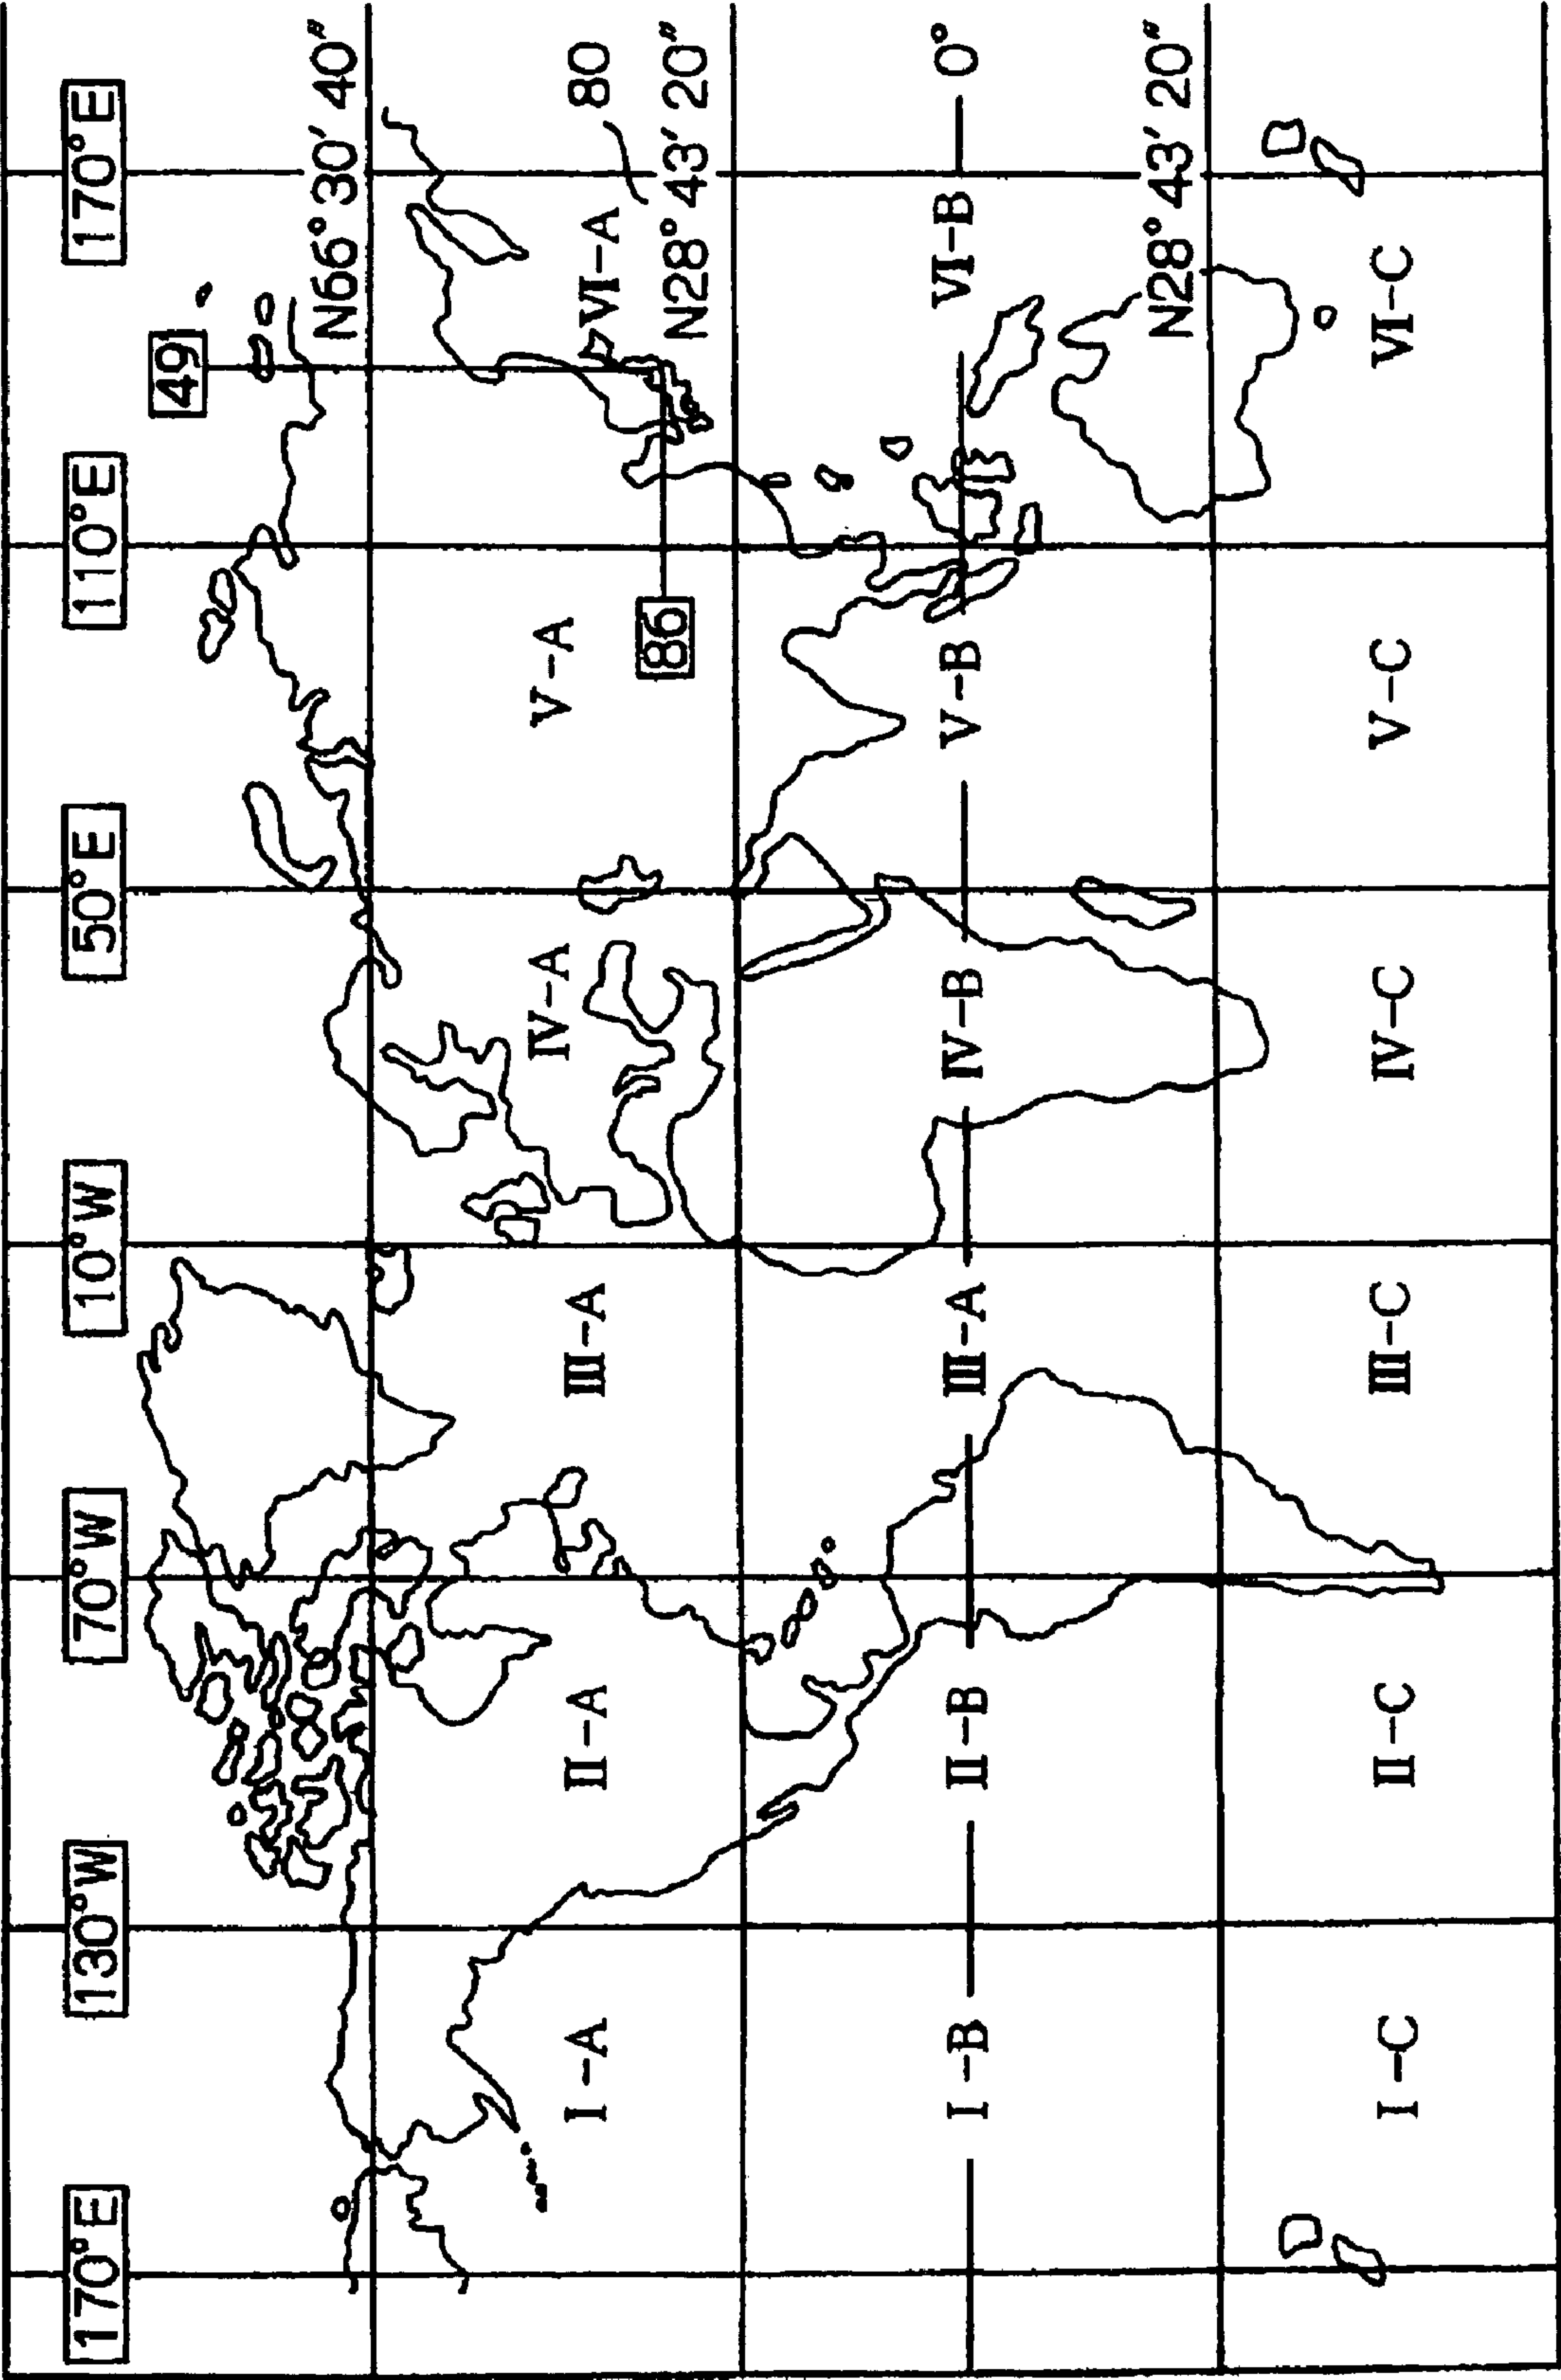 170°E
130°W
70°W
10°W
50°E
110°E
170°E
49
N66° 30′ 40″
I-A
II-A
III-A
IV-A
V-A
VI-A
80
86
N28° 43′ 20″
I-B
II-B
III-A
IV-B
V-B
VI-B
0°
N28° 43′ 20″
I-C
II-C
III-C
IV-C
V-C
VI-C